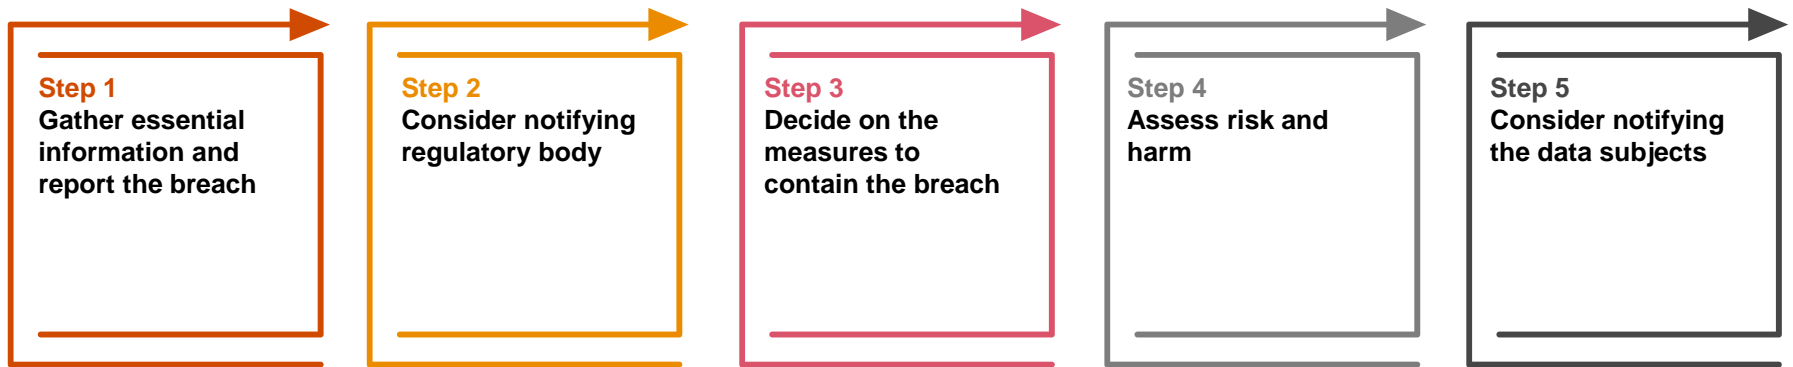 Step 1
Gather essential
information and
report the breach
Step 2
Consider notifying
regulatory body
Step 3
Decide on the
measures to
contain the breach
Step 4
Assess risk and
harm
Step 5
Consider notifying
the data subjects